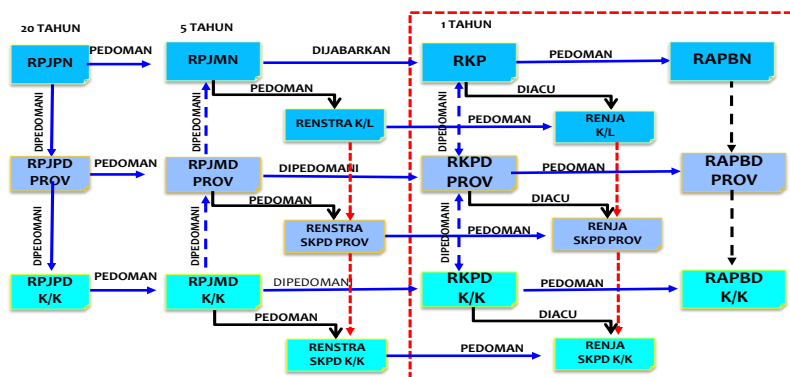 20 TAHUN
5 TAHUN
1 TAHUN
PEDOMAN
DIJABARKAN
PEDOMAN
RPJPN
RPJMN
RKP
RAPBN
PEDOMAN
DIACU
DIPEDOMANI
DIPEDOMANI
DIPEDOMANI
RENSTRA K/L
PEDOMAN
RENJA
K/L
RPJPD
PROV
PEDOMAN
RPJMD
PROV
DIPEDOMANI
RKPD
PROV
PEDOMAN
RAPBD
PROV
PEDOMAN
DIACU
DIPEDOMANI
DIPEDOMANI
DIPEDOMANI
RENSTRA
SKPD PROV
PEDOMAN
RENJA
SKPD PROV
RPJPD
K/K
PEDOMAN
RPJMD
K/K
DIPEDOMAN
RKPD
K/K
PEDOMAN
RAPBD
K/K
PEDOMAN
DIACU
RENSTRA
SKPD K/K
PEDOMAN
RENJA
SKPD K/K